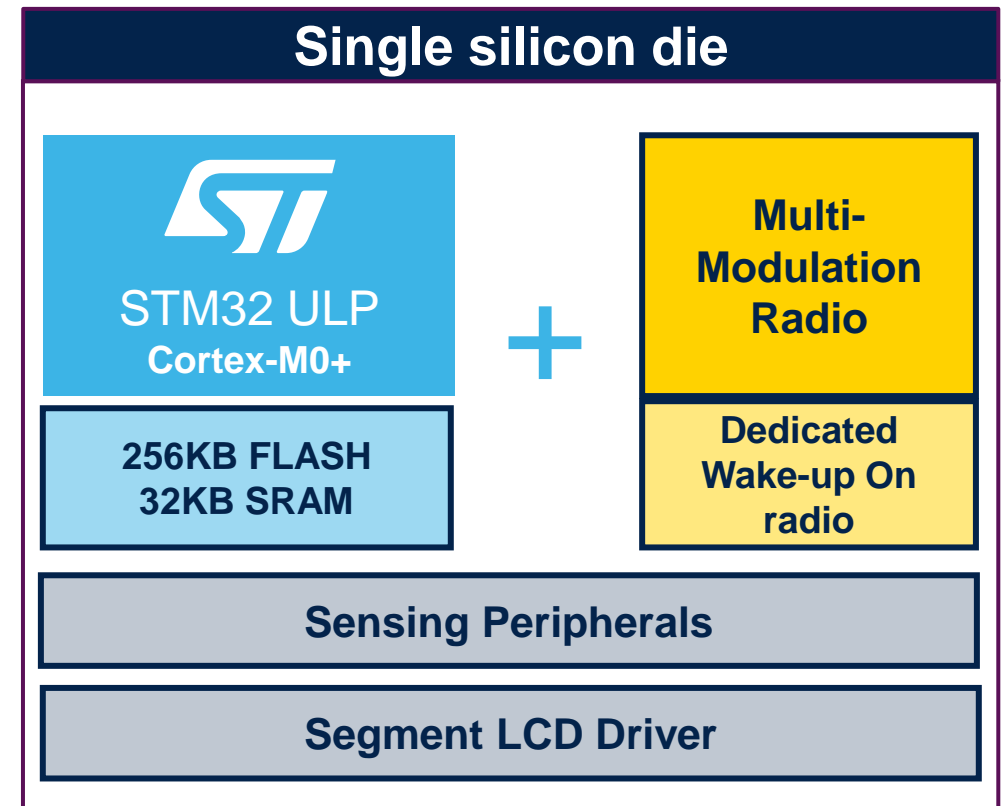 Single silicon die
ST
STM32 ULP
Cortex-M0+
256KB FLASH
32KB SRAM
+
Multi-
Modulation
Radio
Dedicated
Wake-up On
radio
Sensing Peripherals
Segment LCD Driver